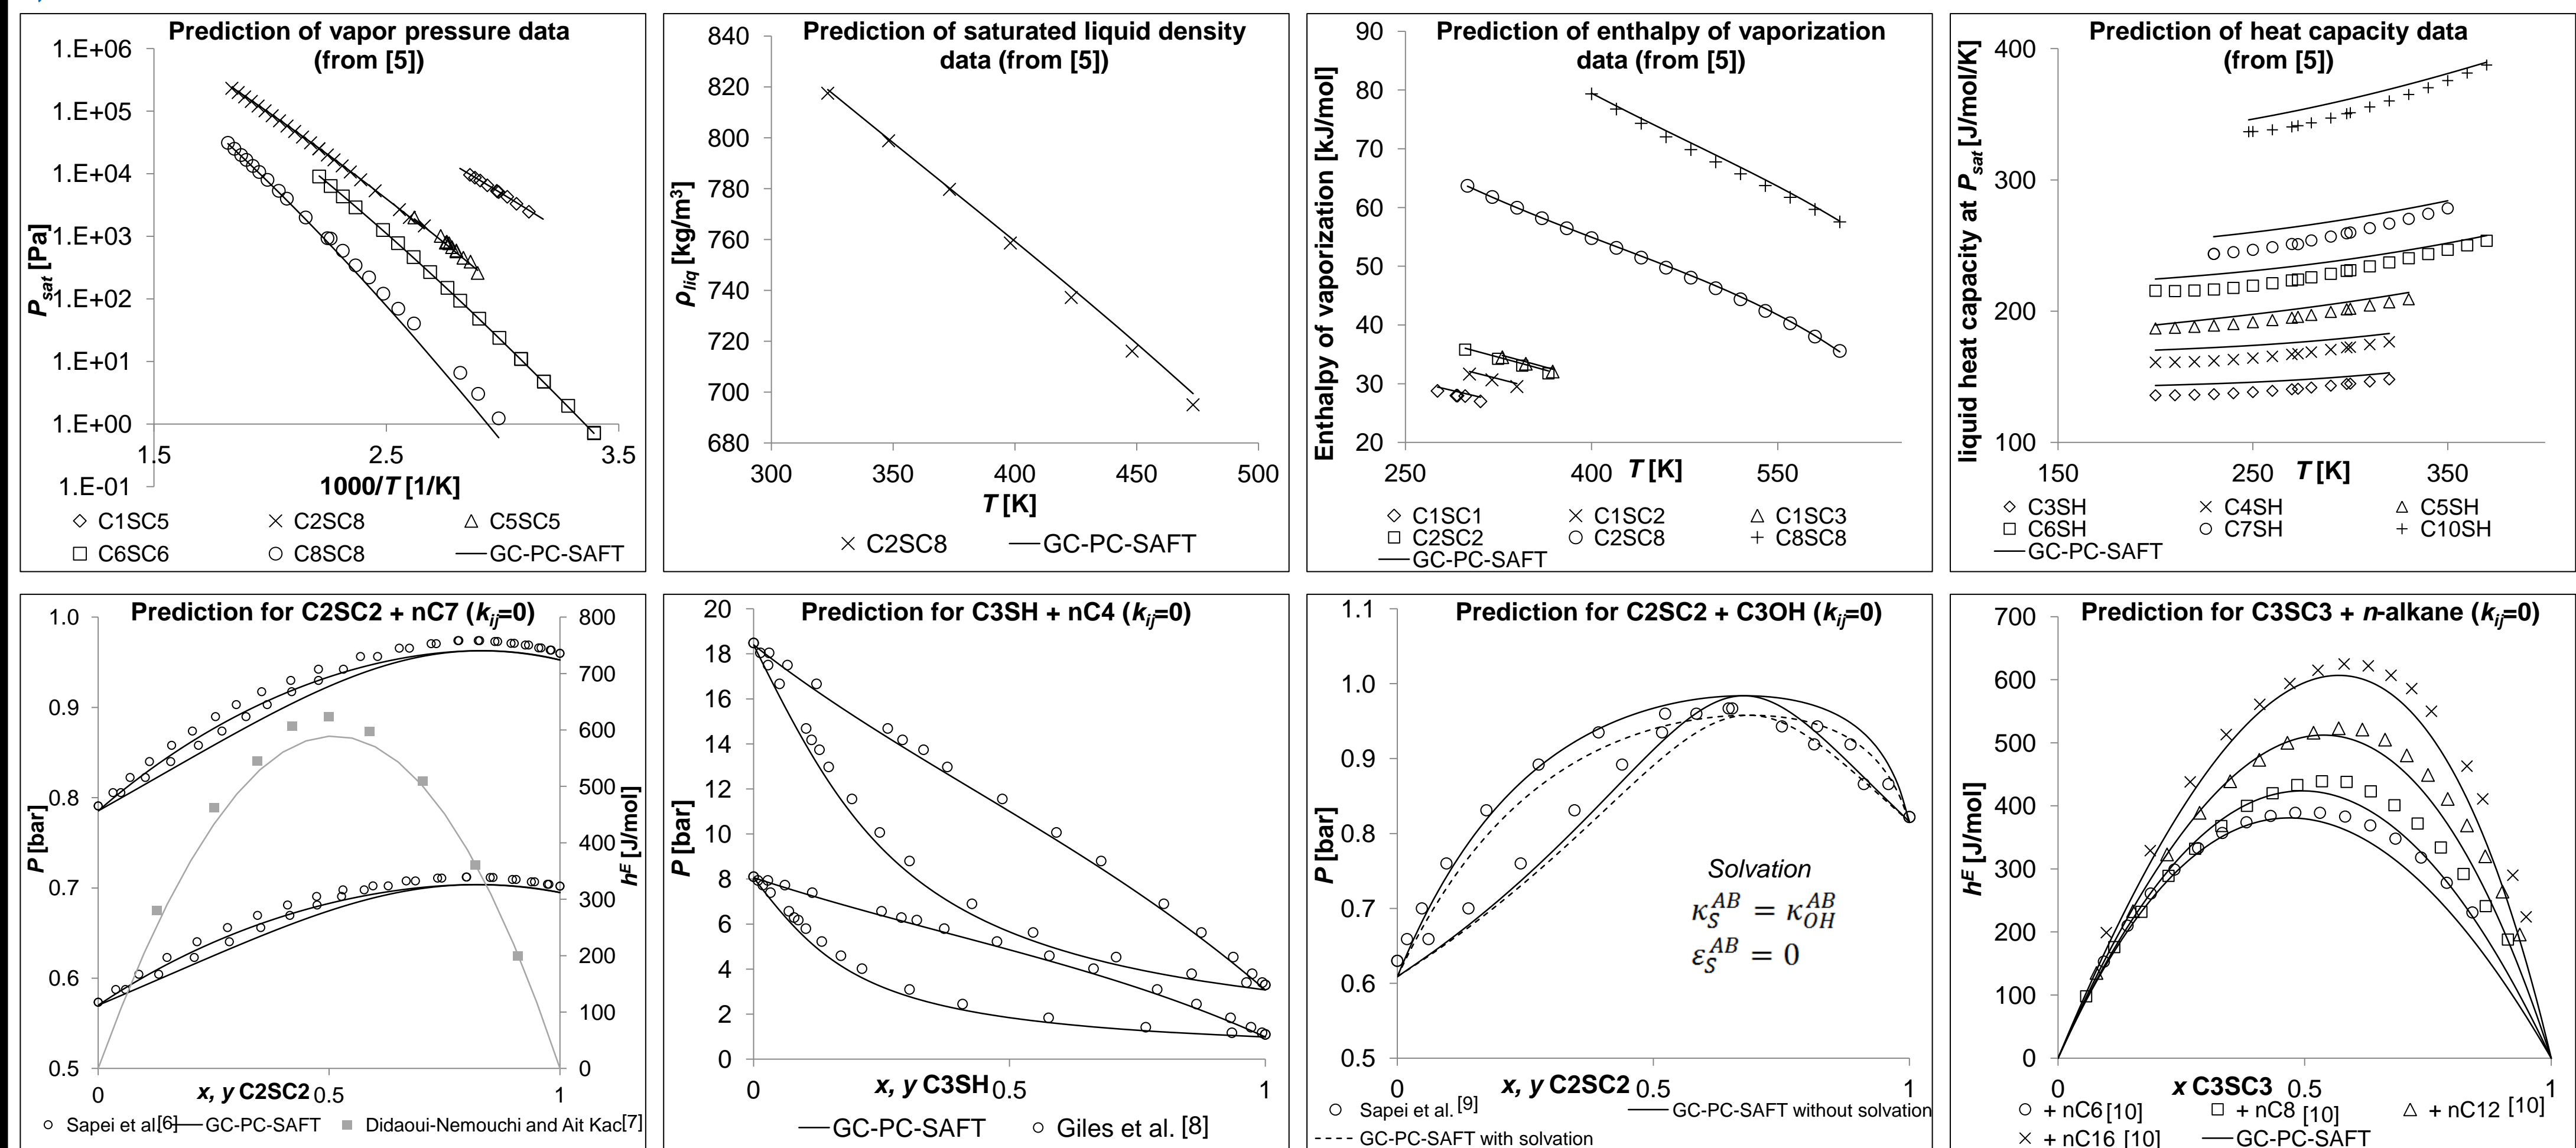 Prediction of vapor pressure data
(from [5])
1.E+06
1.E+05
1.E+04
1.E+03
1.E+02
1.E+01
1.E+00
1.E-01
P_sat [Pa]
1.5 2.5 3.5
1000/T [1/K]
C1SC5 C2SC8 C5SC5
C6SC6 C8SC8 GC-PC-SAFT
Prediction of saturated liquid density
data (from [5])
840
820
800
780
760
740
720
700
680
ρ_liq [kg/m³]
300 350 400 450 500
T [K]
C2SC8 GC-PC-SAFT
Prediction of enthalpy of vaporization
data (from [5])
90
80
70
60
50
40
30
20
Enthalpy of vaporization [kJ/mol]
250 400 T [K] 550
C1SC1 C1SC2 C1SC3
C2SC2 C2SC8 C8SC8
GC-PC-SAFT
Prediction of heat capacity data
(from [5])
400
300
200
100
liquid heat capacity at P_sat [J/mol/K]
150 250 T [K] 350
C3SH C4SH C5SH
C6SH C7SH C10SH
GC-PC-SAFT
Prediction for C2SC2 + nC7 (k_ij=0)
1.0
0.9
0.8
0.7
0.6
0.5
P [bar]
800
700
600
500
400
300
200
100
0
h^E [J/mol]
0 x, y C2SC2 0.5 1
Sapei et al.[6] GC-PC-SAFT Didaoui-Nemouchi and Ait Kac[7]
Prediction for C3SH + nC4 (k_ij=0)
20
18
16
14
12
10
8
6
4
2
0
P [bar]
0 x, y C3SH 0.5 1
GC-PC-SAFT Giles et al. [8]
Prediction for C2SC2 + C3OH (k_ij=0)
1.1
1.0
0.9
0.8
0.7
0.6
0.5
P [bar]
Solvation
κ_S^AB = κ_OH^AB
ε_S^AB = 0
0 x, y C2SC2 0.5 1
Sapei et al. [9] GC-PC-SAFT without solvation
GC-PC-SAFT with solvation
Prediction for C3SC3 + n-alkane (k_ij=0)
700
600
500
400
300
200
100
0
h^E [J/mol]
0 x C3SC3 0.5 1
+ nC6 [10] + nC8 [10] + nC12 [10]
+ nC16 [10] GC-PC-SAFT